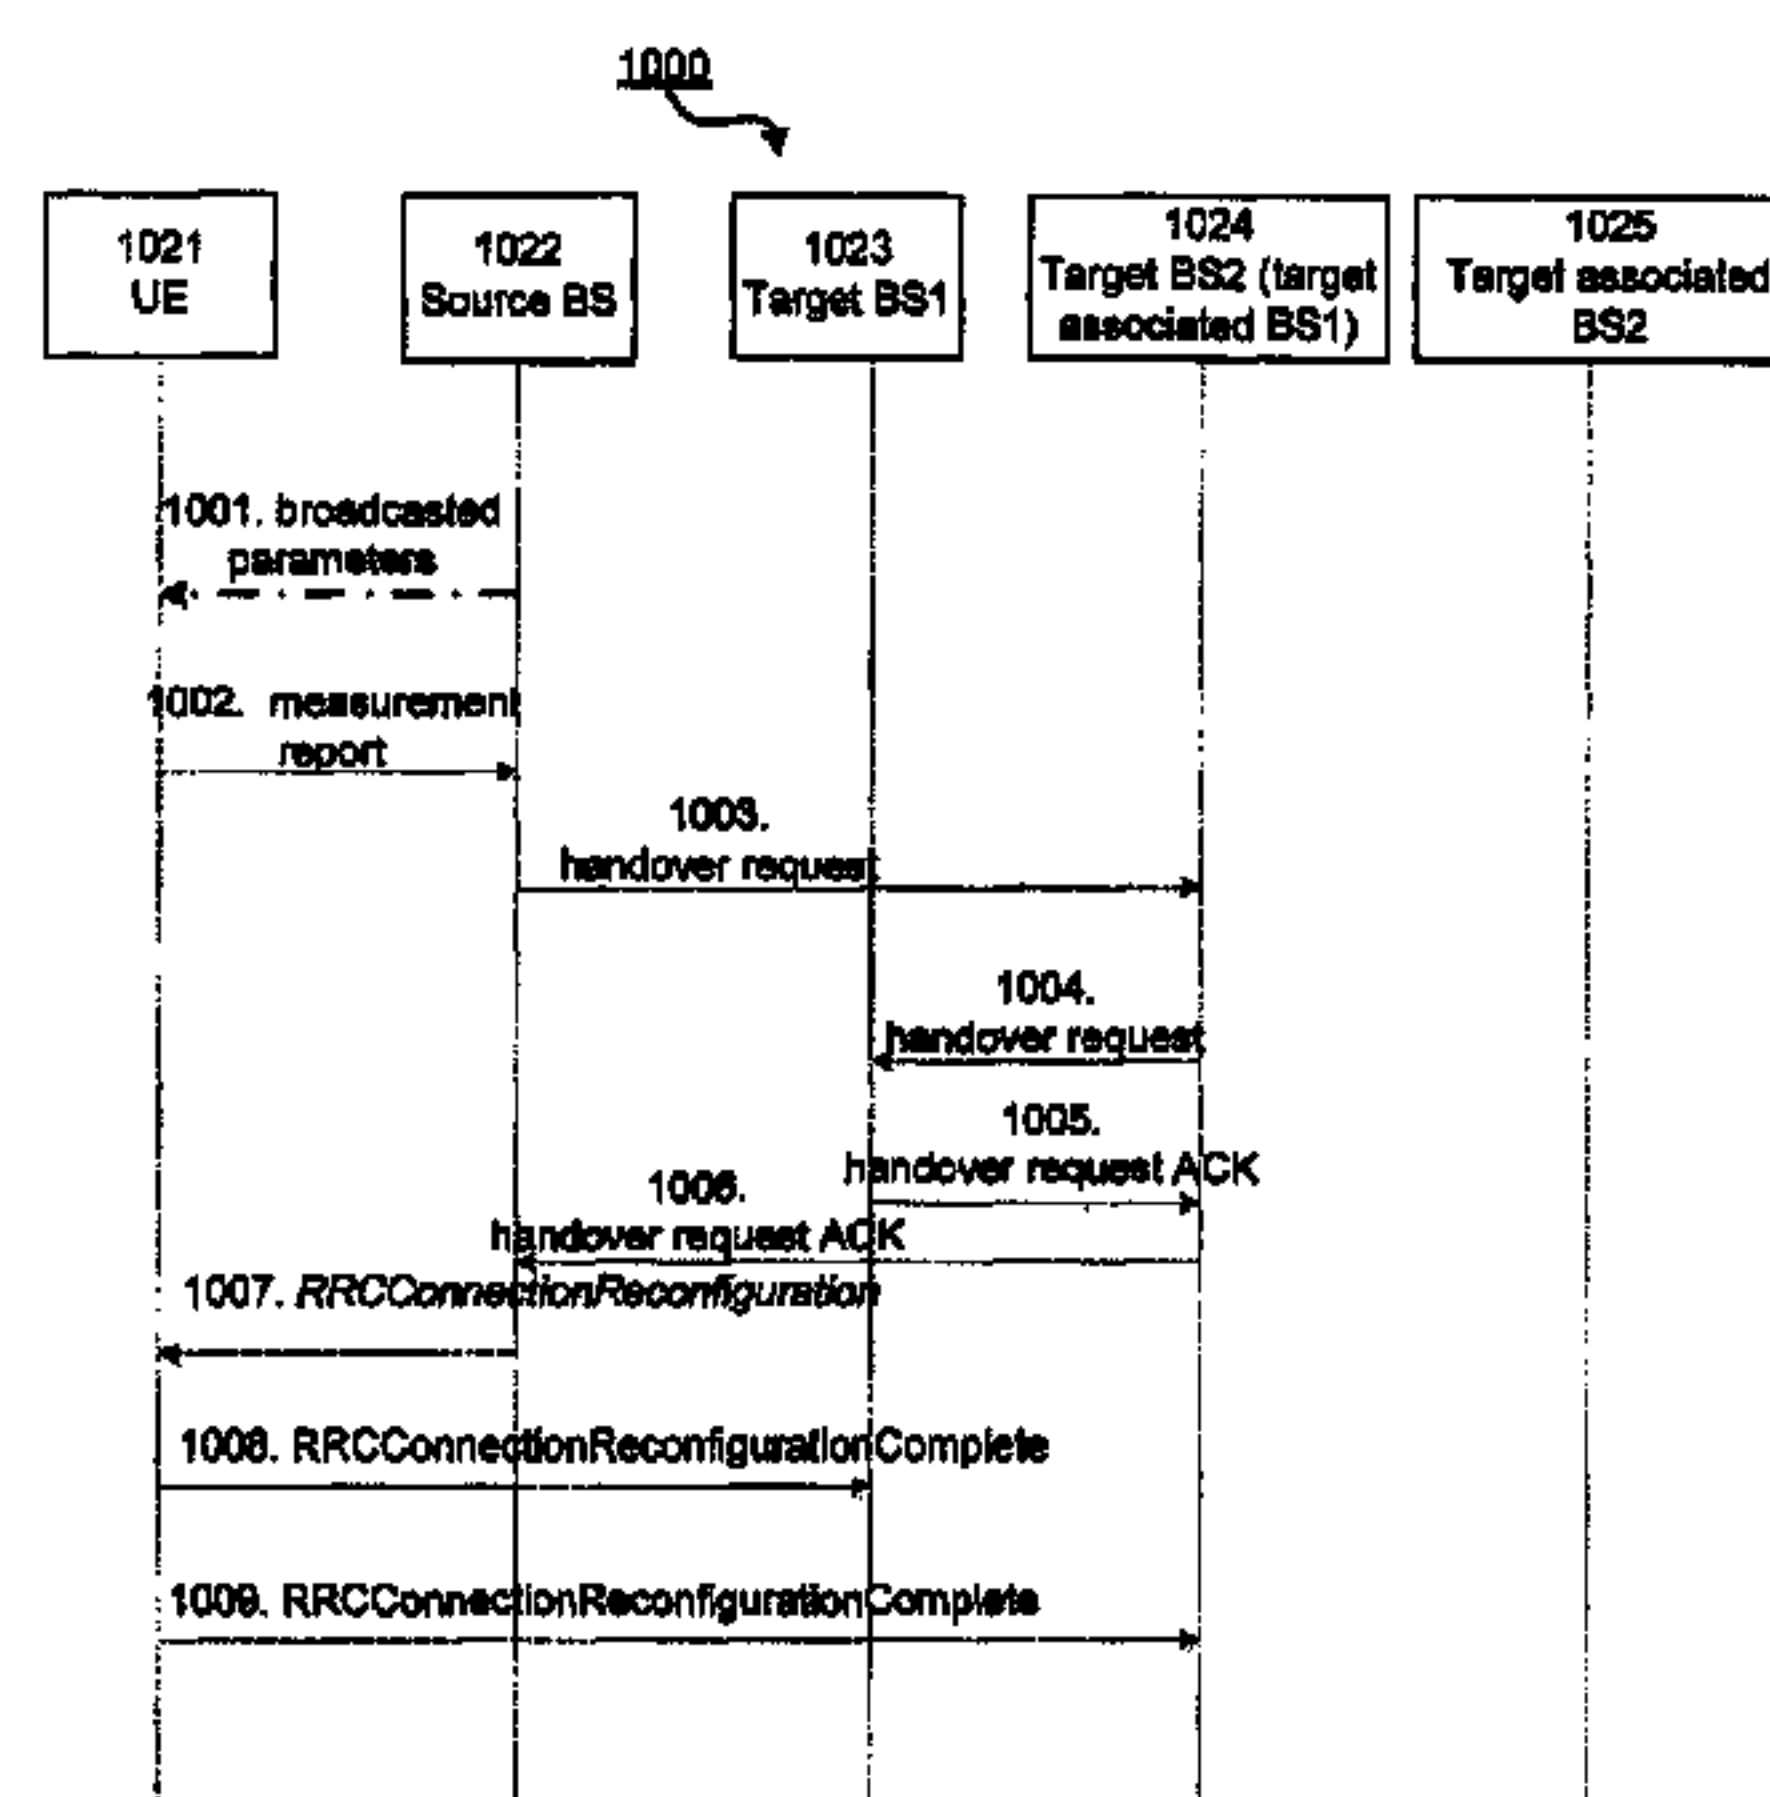 1000
1021
UE
1022
Source BS
1023
Target BS1
1024
Target BS2 (target
associated BS1)
1025
Target associated
BS2
1001. broadcasted
parameters
1002. measurement
report
1003.
handover request
1004.
handover request
1005.
handover request ACK
1006.
handover request ACK
1007. RRCConnectionReconfiguration
1008. RRCConnectionReconfigurationComplete
1009. RRCConnectionReconfigurationComplete